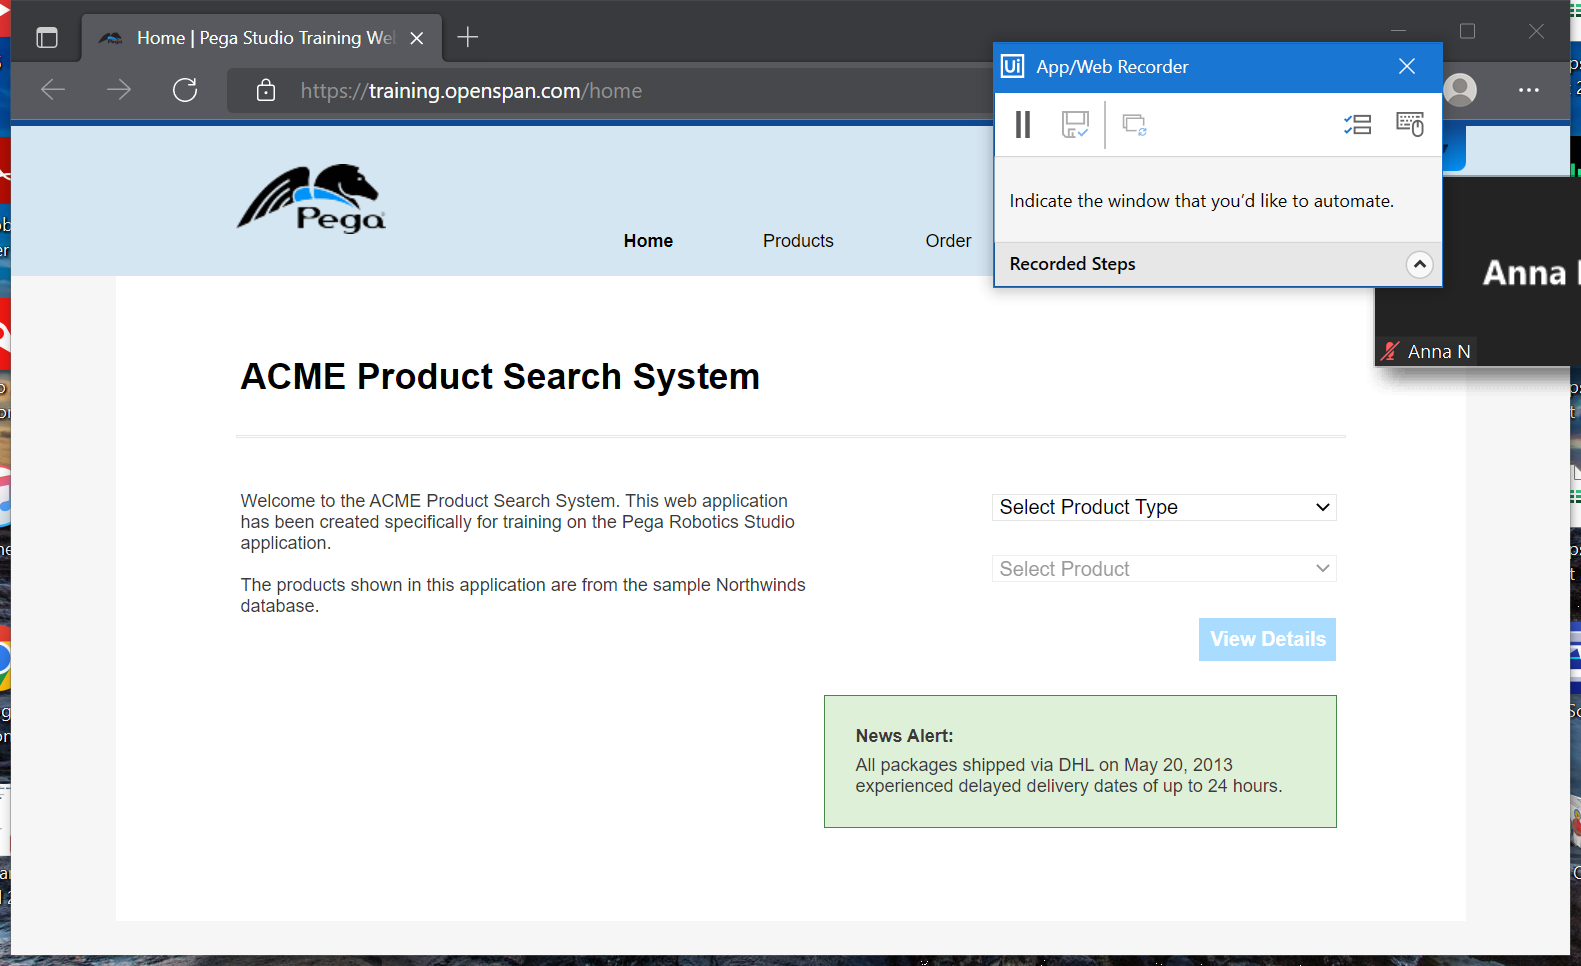 Home | Pega Studio Training We
https://training.openspan.com/home
Ui App/Web Recorder
Indicate the window that you'd like to automate.
Recorded Steps
Pega
Home Products Order
Anna
Anna N
ACME Product Search System
Welcome to the ACME Product Search System. This web application
has been created specifically for training on the Pega Robotics Studio
application.
The products shown in this application are from the sample Northwinds
database.
Select Product Type
Select Product
View Details
News Alert:
All packages shipped via DHL on May 20, 2013
experienced delayed delivery dates of up to 24 hours.